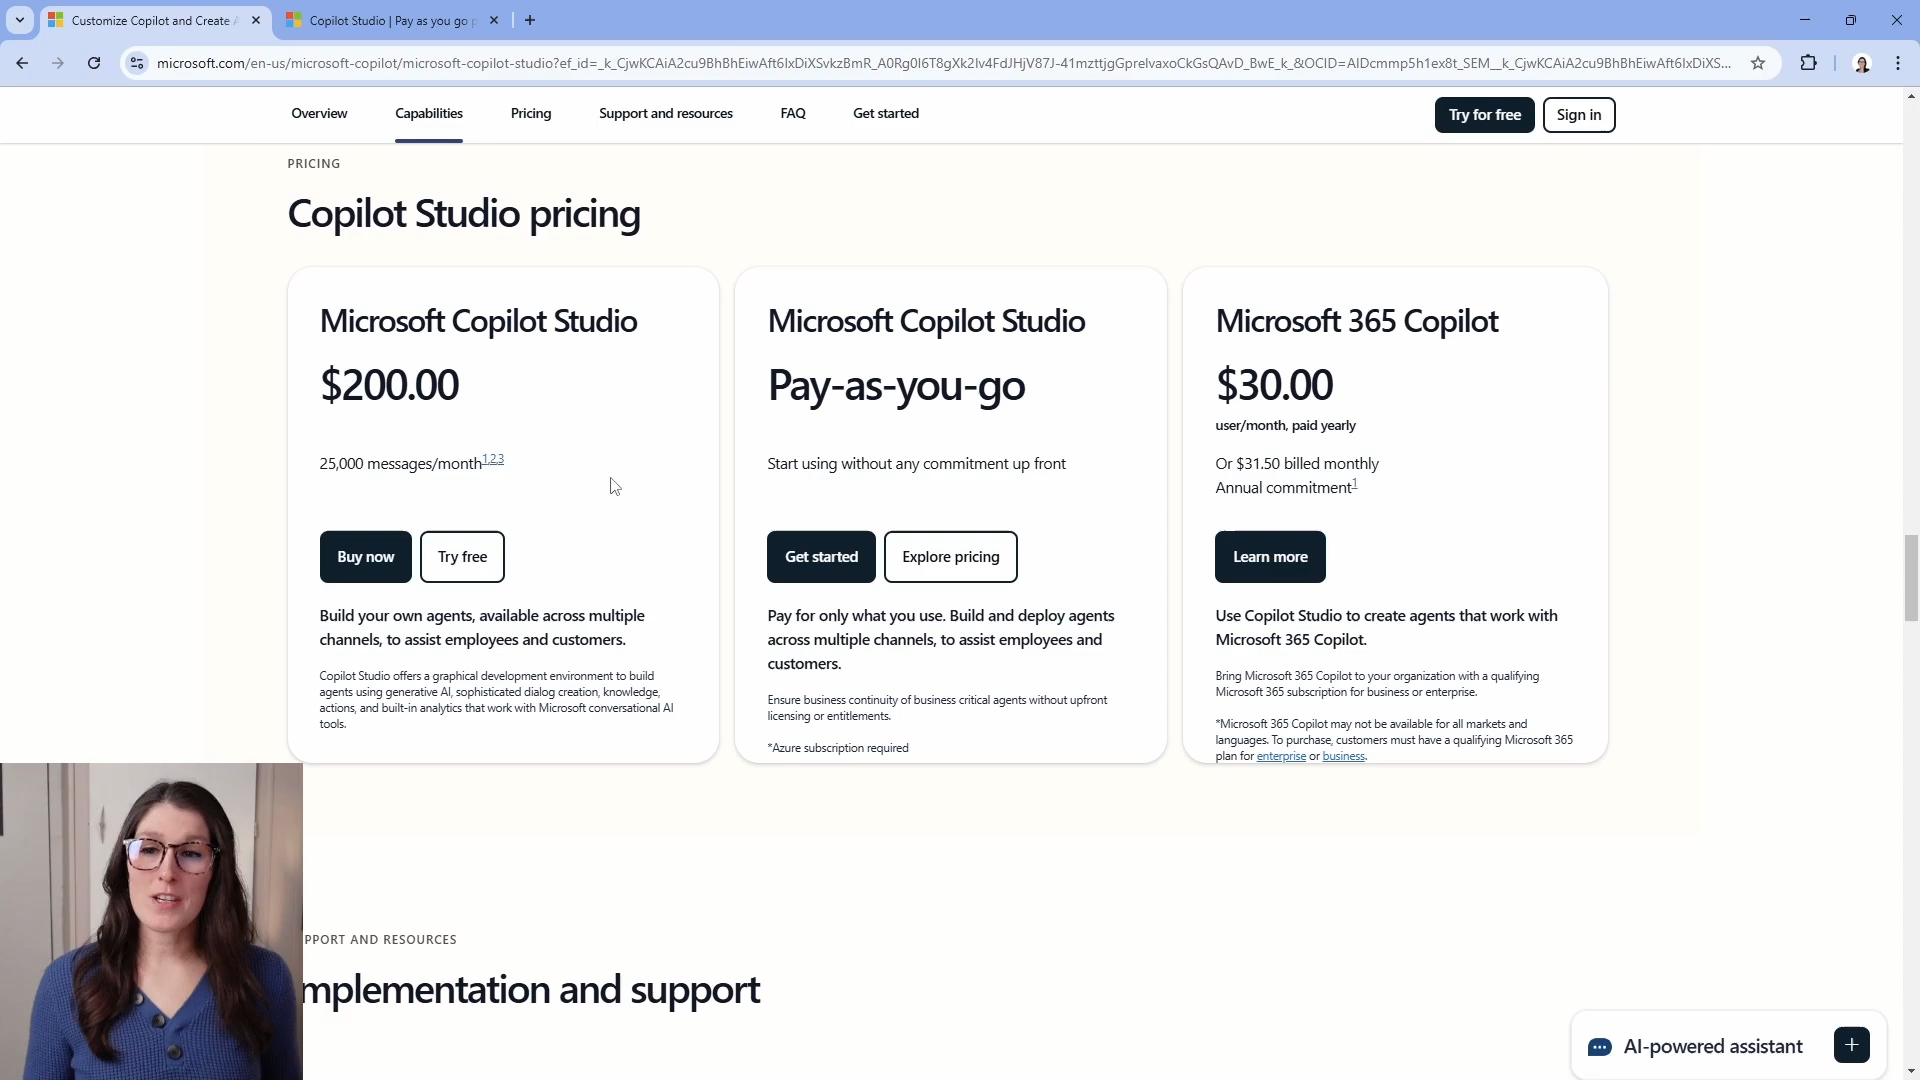 Customize Copilot and Create A
Copilot Studio | Pay as you go p
microsoft.com/en-us/microsoft-copilot/microsoft-copilot-studio?ef_id=_k_CjwKCAiA2cu9BhBhEiwAft6IxDiXSvkzBmR_A0Rg0I6T8gXk2Iv4FdJHjV87J-41mzttjgGprelvaxoCkGsQAvD_BwE_k_&OCID=AIDcmmp5h1ex8t_SEM__k_CjwKCAiA2cu9BhBhEiwAft6IxDiXS...
Overview Capabilities Pricing Support and resources FAQ Get started Try for free Sign in
PRICING
Copilot Studio pricing
Microsoft Copilot Studio
$200.00
25,000 messages/month1,2,3
Buy now Try free
Build your own agents, available across multiple
channels, to assist employees and customers.
Copilot Studio offers a graphical development environment to build
agents using generative AI, sophisticated dialog creation, knowledge,
actions, and built-in analytics that work with Microsoft conversational AI
tools.
Microsoft Copilot Studio
Pay-as-you-go
Start using without any commitment up front
Get started Explore pricing
Pay for only what you use. Build and deploy agents
across multiple channels, to assist employees and
customers.
Ensure business continuity of business critical agents without upfront
licensing or entitlements.
*Azure subscription required
Microsoft 365 Copilot
$30.00
user/month, paid yearly
Or $31.50 billed monthly
Annual commitment1
Learn more
Use Copilot Studio to create agents that work with
Microsoft 365 Copilot.
Bring Microsoft 365 Copilot to your organization with a qualifying
Microsoft 365 subscription for business or enterprise.
*Microsoft 365 Copilot may not be available for all markets and
languages. To purchase, customers must have a qualifying Microsoft 365
plan for enterprise or business.
PPORT AND RESOURCES
mplementation and support
AI-powered assistant